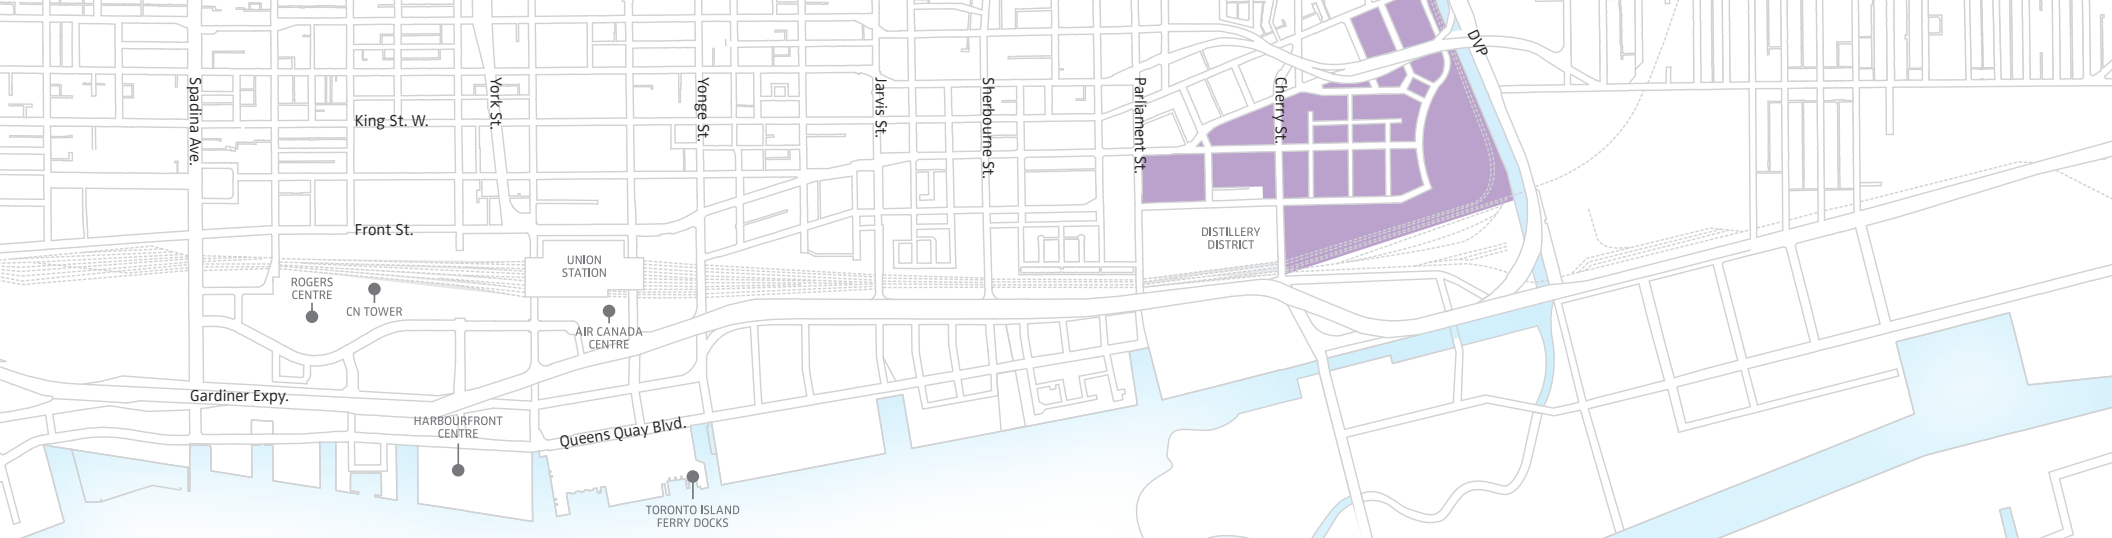 DVP
Spadina Ave.
York St.
Yonge St.
Jarvis St.
Sherbourne St.
Parliament St.
Cherry St.
King St. W.
Front St.
DISTILLERY
DISTRICT
UNION
STATION
ROGERS
CENTRE
CN TOWER
AIR CANADA
CENTRE
Gardiner Expy.
HARBOURFRONT
CENTRE
Queens Quay Blvd.
TORONTO ISLAND
FERRY DOCKS